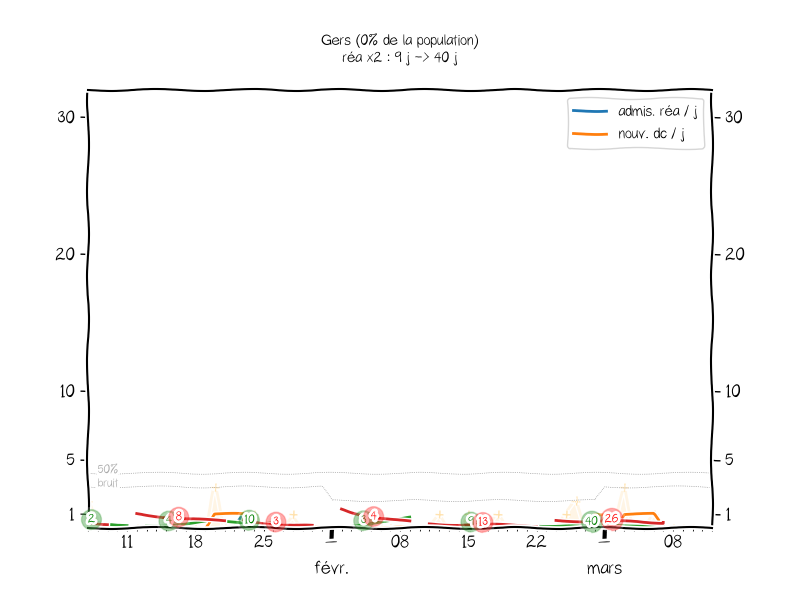 Gers (0% de la population)
réa x2 : 9 j -> 40 j
admis. réa / j
nouv. dc / j
30 30
20 20
10 10
5 5
50%
bruit
1 1
2 8 10 3 4 13 40 26
11 18 25 08 15 22 08
févr. mars